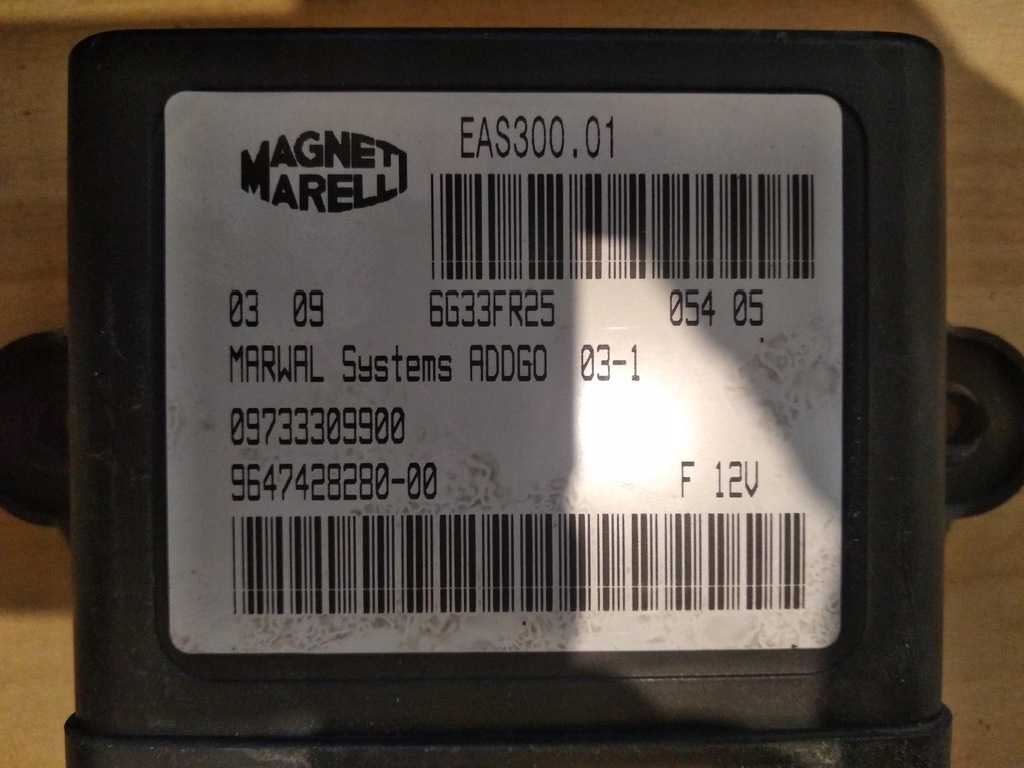 MAGNETI
MARELLI
EAS300.01
03 09 6G33FR25 054 05
MARWAL Systems ADDGO 03-1
09733309900
9647428280-00 F 12V